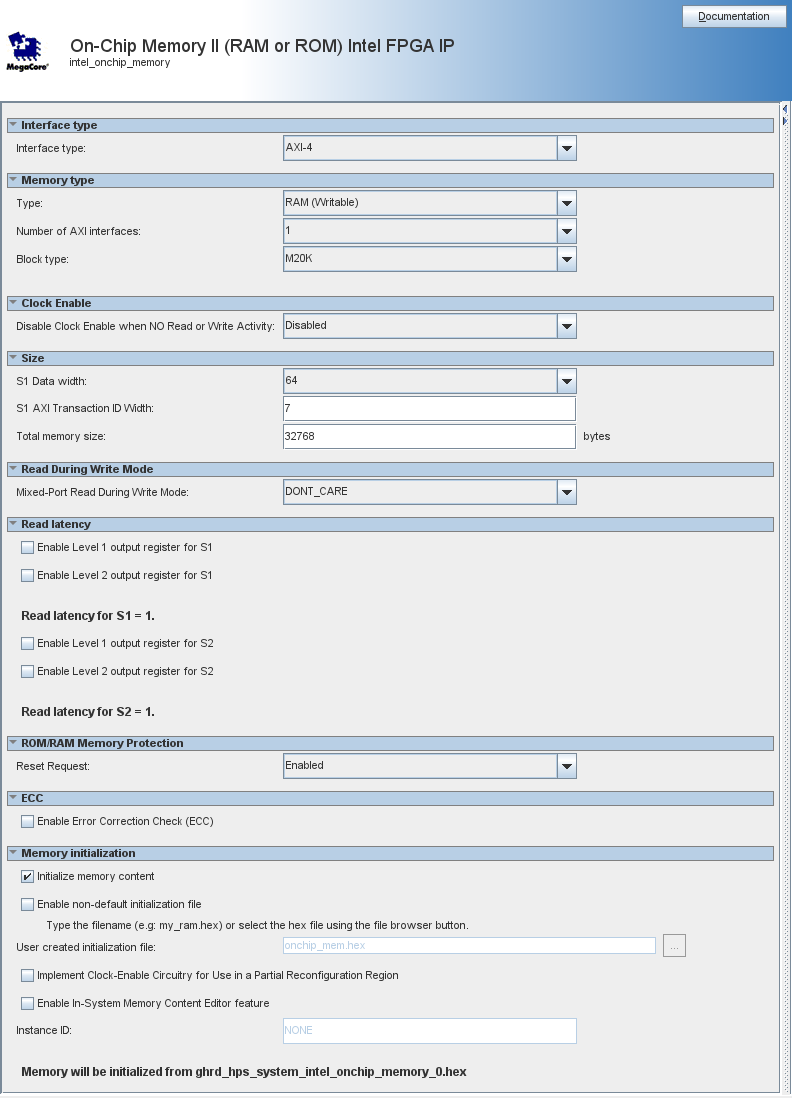 Documentation
On-Chip Memory II (RAM or ROM) Intel FPGA IP
intel_onchip_memory
MegaCore®
Interface type
Interface type: AXI-4
Memory type
Type: RAM (Writable)
Number of AXI interfaces: 1
Block type: M20K
Clock Enable
Disable Clock Enable when NO Read or Write Activity: Disabled
Size
S1 Data width: 64
S1 AXI Transaction ID Width: 7
Total memory size: 32768 bytes
Read During Write Mode
Mixed-Port Read During Write Mode: DONT_CARE
Read latency
Enable Level 1 output register for S1
Enable Level 2 output register for S1
Read latency for S1 = 1.
Enable Level 1 output register for S2
Enable Level 2 output register for S2
Read latency for S2 = 1.
ROM/RAM Memory Protection
Reset Request: Enabled
ECC
Enable Error Correction Check (ECC)
Memory initialization
Initialize memory content
Enable non-default initialization file
Type the filename (e.g: my_ram.hex) or select the hex file using the file browser button.
User created initialization file: onchip_mem.hex ...
Implement Clock-Enable Circuitry for Use in a Partial Reconfiguration Region
Enable In-System Memory Content Editor feature
Instance ID: NONE
Memory will be initialized from ghrd_hps_system_intel_onchip_memory_0.hex